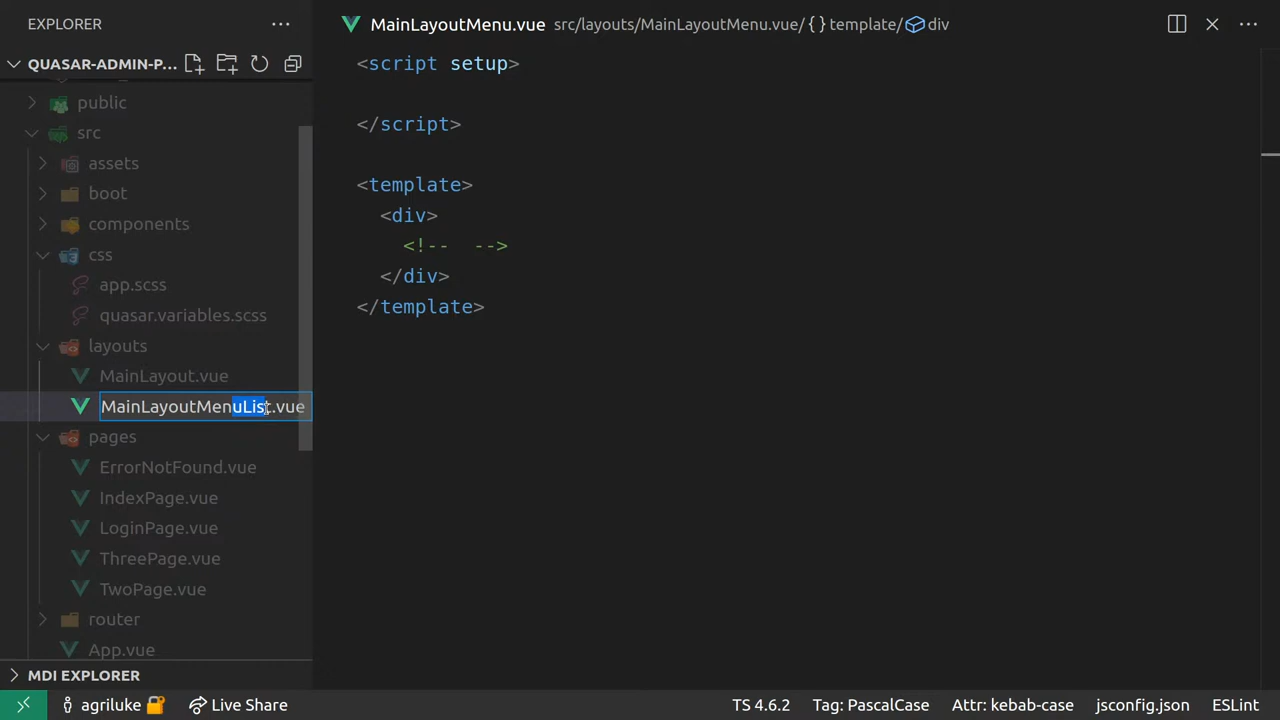 EXPLORER
QUASAR-ADMIN-P...
public
src
assets
boot
components
css
app.scss
quasar.variables.scss
layouts
MainLayout.vue
MainLayoutMenuList.vue
pages
ErrorNotFound.vue
IndexPage.vue
LoginPage.vue
ThreePage.vue
TwoPage.vue
router
App.vue
MDI EXPLORER
MainLayoutMenu.vue src/layouts/MainLayoutMenu.vue/ {} template/ div
<script setup>
</script>
<template>
<div>
<!--  -->
</div>
</template>
agriluke Live Share TS 4.6.2 Tag: PascalCase Attr: kebab-case jsconfig.json ESLint